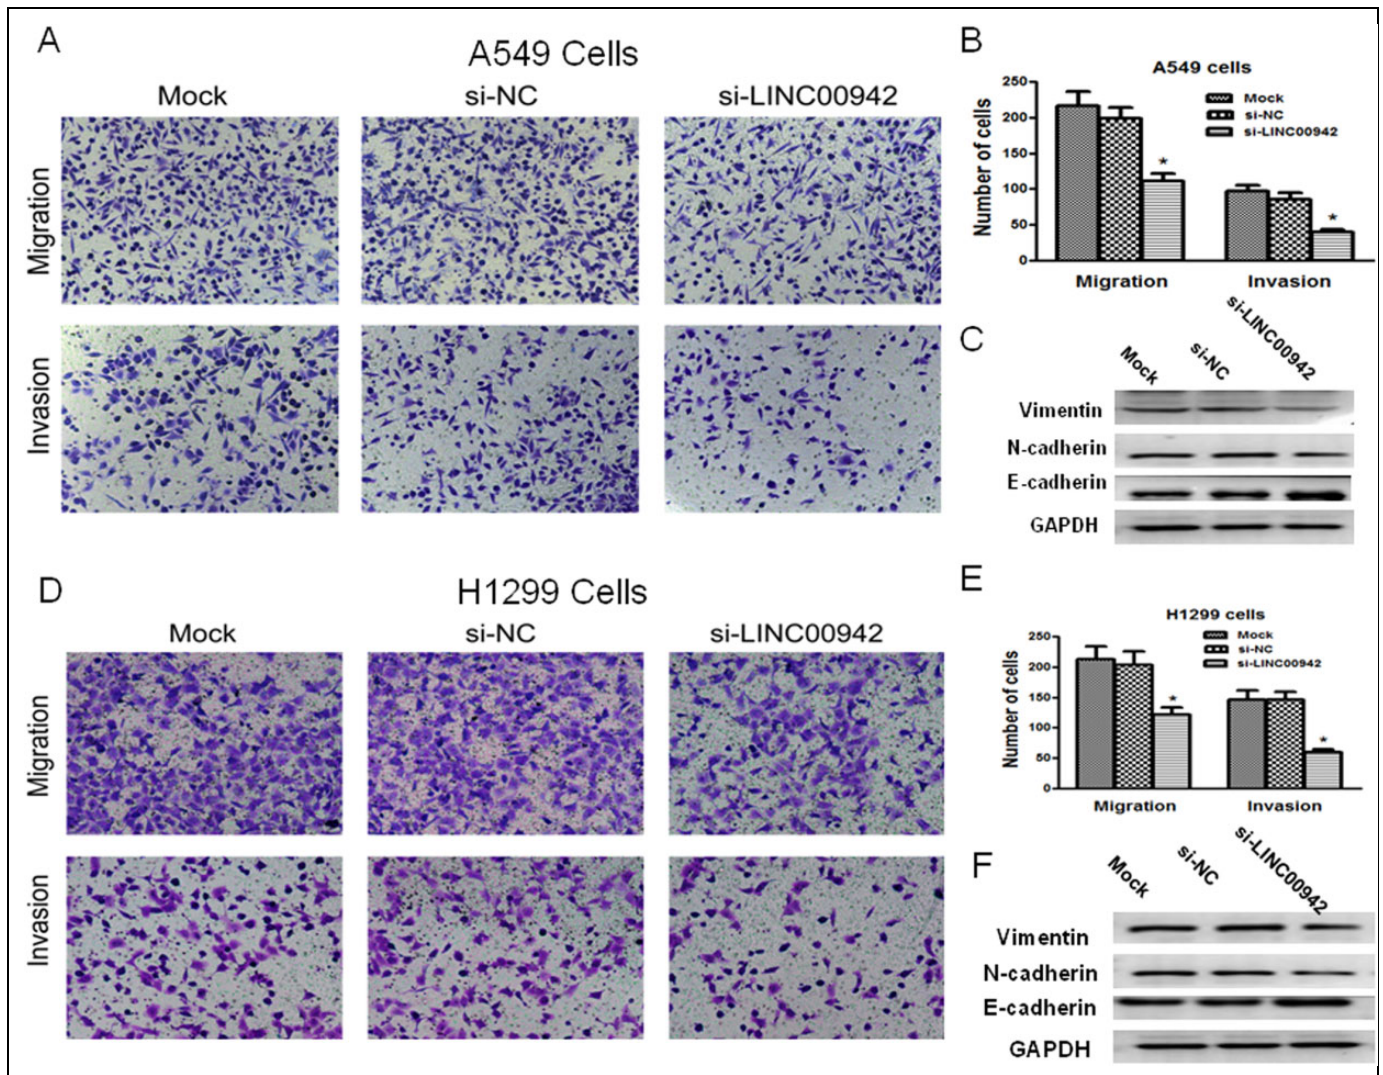 A
A549 Cells
Mock
si-NC
si-LINC00942
Migration
Invasion
B
A549 cells
250
200
150
100
50
0
Number of cells
Mock
si-NC
si-LINC00942
*
*
Migration
Invasion
C
Mock
si-NC
si-LINC00942
Vimentin
N-cadherin
E-cadherin
GAPDH
D
H1299 Cells
Mock
si-NC
si-LINC00942
Migration
Invasion
E
H1299 cells
250
200
150
100
50
0
Number of cells
Mock
si-NC
si-LINC00942
*
*
Migration
Invasion
F
Mock
si-NC
si-LINC00942
Vimentin
N-cadherin
E-cadherin
GAPDH